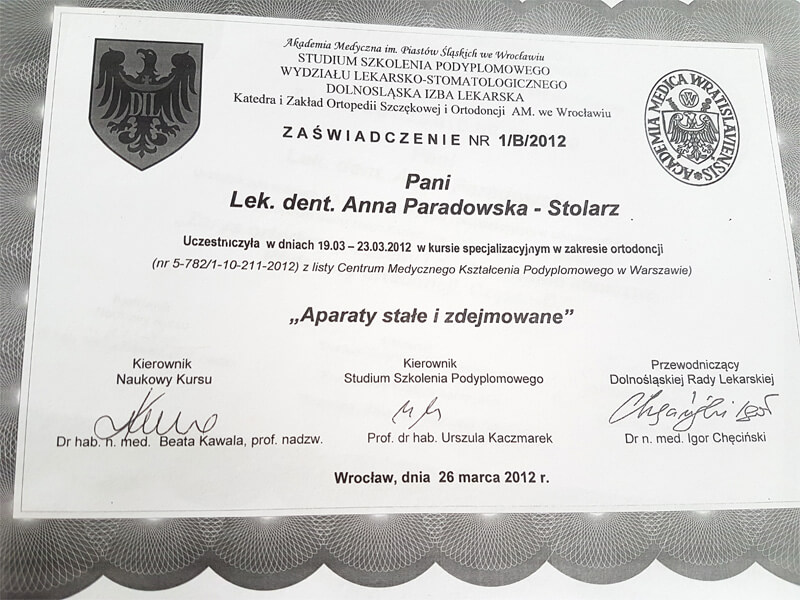 Akademia Medyczna im. Piastów Śląskich we Wrocławiu
STUDIUM SZKOLENIA PODYPLOMOWEGO
WYDZIAŁU LEKARSKO-STOMATOLOGICZNEGO
DOLNOŚLĄSKA IZBA LEKARSKA
Katedra i Zakład Ortopedii Szczękowej i Ortodoncji AM. we Wrocławiu
DIL
ACADEMIA MEDICA WRATISLAVIENSIS
W
ZAŚWIADCZENIE NR 1/B/2012
Pani
Lek. dent. Anna Paradowska - Stolarz
Uczestniczyła w dniach 19.03 – 23.03.2012 w kursie specjalizacyjnym w zakresie ortodoncji
(nr 5-782/1-10-211-2012) z listy Centrum Medycznego Kształcenia Podyplomowego w Warszawie)
„Aparaty stałe i zdejmowane”
Kierownik
Naukowy Kursu
Dr hab. n. med. Beata Kawala, prof. nadzw.
Kierownik
Studium Szkolenia Podyplomowego
Prof. dr hab. Urszula Kaczmarek
Przewodniczący
Dolnośląskiej Rady Lekarskiej
Chęciński Igor
Dr n. med. Igor Chęciński
Wrocław, dnia 26 marca 2012 r.